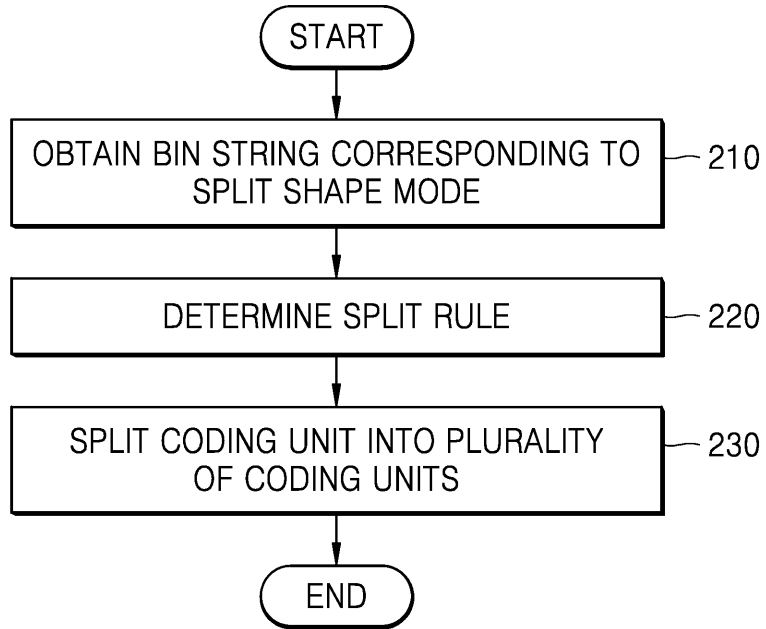 START
OBTAIN BIN STRING CORRESPONDING TO
SPLIT SHAPE MODE
210
DETERMINE SPLIT RULE
220
SPLIT CODING UNIT INTO PLURALITY
OF CODING UNITS
230
END